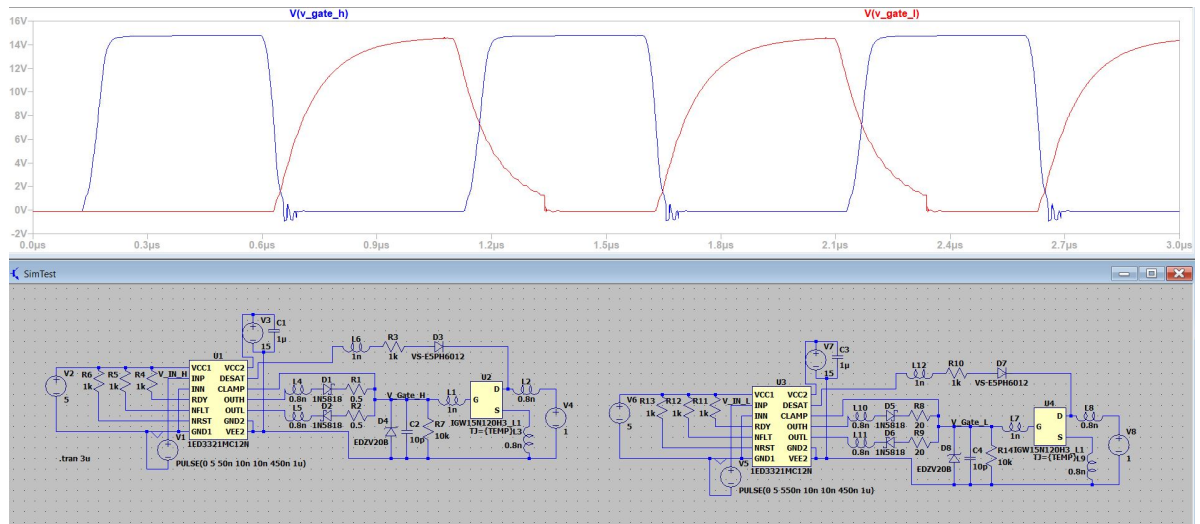 V(v_gate_h) V(v_gate_l)
16V
14V
12V
10V
8V
6V
4V
2V
0V
-2V
0.0µs 0.3µs 0.6µs 0.9µs 1.2µs 1.5µs 1.8µs 2.1µs 2.4µs 2.7µs 3.0µs
SimTest
V3
15
C1
1µ
L6
1n
R3
1k
D3
VS-E5PH6012
U1
VCC1 VCC2
INP DESAT
INN CLAMP
RDY OUTH
NFLT OUTL
NRST GND2
GND1 VEE2
1ED3321MC12N
V2
5
R6
1k
R5
1k
R4
1k
V_IN_H
V1
PULSE(0 5 50n 10n 10n 450n 1u)
.tran 3u
L4
0.8n
D1
1N5818
R1
0.5
L5
0.8n
D2
1N5818
R2
0.5
V_Gate_H
D4
EDZV20B
C2
10p
R7
10k
L1
1n
U2
D
G
S
IGW15N120H3_L1
TJ={TEMP}
L2
0.8n
L3
0.8n
V4
1
V7
15
C3
1µ
L12
1n
R10
1k
D7
VS-E5PH6012
U3
VCC1 VCC2
INP DESAT
INN CLAMP
RDY OUTH
NFLT OUTL
NRST GND2
GND1 VEE2
1ED3321MC12N
V6
5
R13
1k
R12
1k
R11
1k
V_IN_L
V5
PULSE(0 5 550n 10n 10n 450n 1u)
L10
0.8n
D5
1N5818
R8
20
L11
0.8n
D6
1N5818
R9
20
V_Gate_L
D8
EDZV20B
C4
10p
R14
10k
L7
1n
U4
D
G
S
IGW15N120H3_L1
TJ={TEMP}
L8
0.8n
L9
0.8n
V8
1